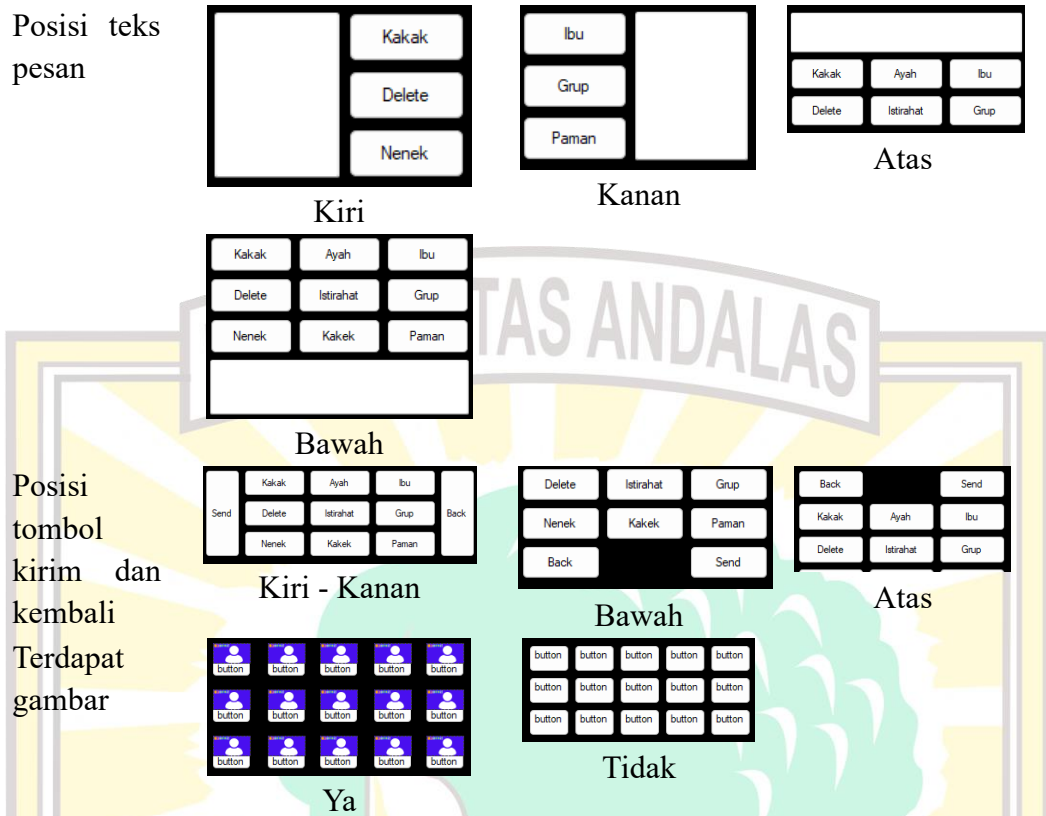 Posisi teks
pesan
Kakak
Delete
Nenek
Kiri
Ibu
Grup
Paman
Kanan
Kakak Ayah Ibu
Delete Istirahat Grup
Atas
Kakak Ayah Ibu
Delete Istirahat Grup
Nenek Kakek Paman
Bawah
TAS ANDALAS
Posisi
tombol
kirim dan
kembali
Send Kakak Ayah Ibu Back
Delete Istirahat Grup
Nenek Kakek Paman
Kiri - Kanan
Delete Istirahat Grup
Nenek Kakek Paman
Back Send
Bawah
Back Send
Kakak Ayah Ibu
Delete Istirahat Grup
Atas
Terdapat
gambar
button button button button button
button button button button button
button button button button button
Ya
button button button button button
button button button button button
button button button button button
Tidak